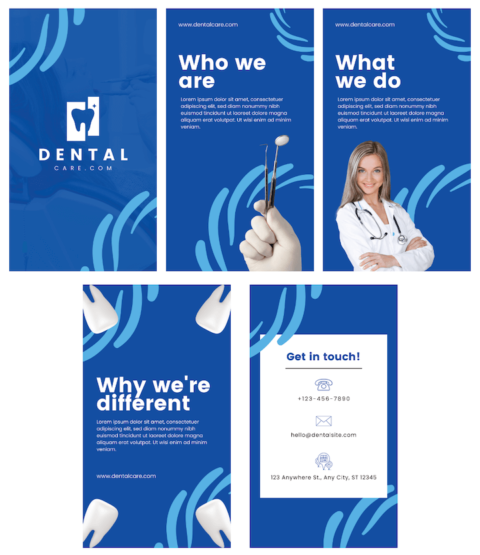 DENTAL
CARE.COM
www.dentalcare.com
Who we
are
Lorem ipsum dolor sit amet, consectetuer
adipiscing elit, sed diam nonummy nibh
euismod tincidunt ut laoreet dolore magna
aliquam erat volutpat. Ut wisi enim ad minim
veniam.
www.dentalcare.com
What
we do
Lorem ipsum dolor sit amet, consectetuer
adipiscing elit, sed diam nonummy nibh
euismod tincidunt ut laoreet dolore magna
aliquam erat volutpat. Ut wisi enim ad minim
veniam.
Why we're
different
Lorem ipsum dolor sit amet, consectetuer
adipiscing elit, sed diam nonummy nibh
euismod tincidunt ut laoreet dolore magna
aliquam erat volutpat. Ut wisi enim ad minim
veniam.
www.dentalcare.com
Get in touch!
+123-456-7890
hello@dentalsite.com
123 Anywhere St., Any City, ST 12345